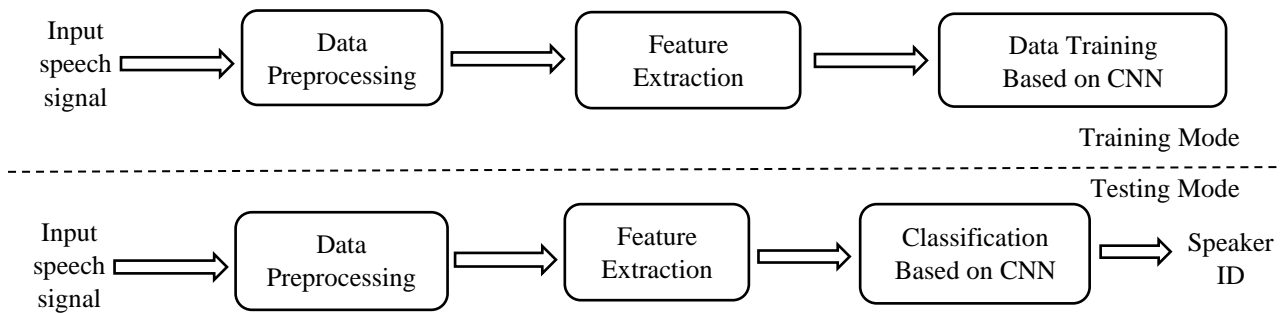 Input
speech
signal
Data
Preprocessing
Feature
Extraction
Data Training
Based on CNN
Training Mode
Testing Mode
Input
speech
signal
Data
Preprocessing
Feature
Extraction
Classification
Based on CNN
Speaker
ID